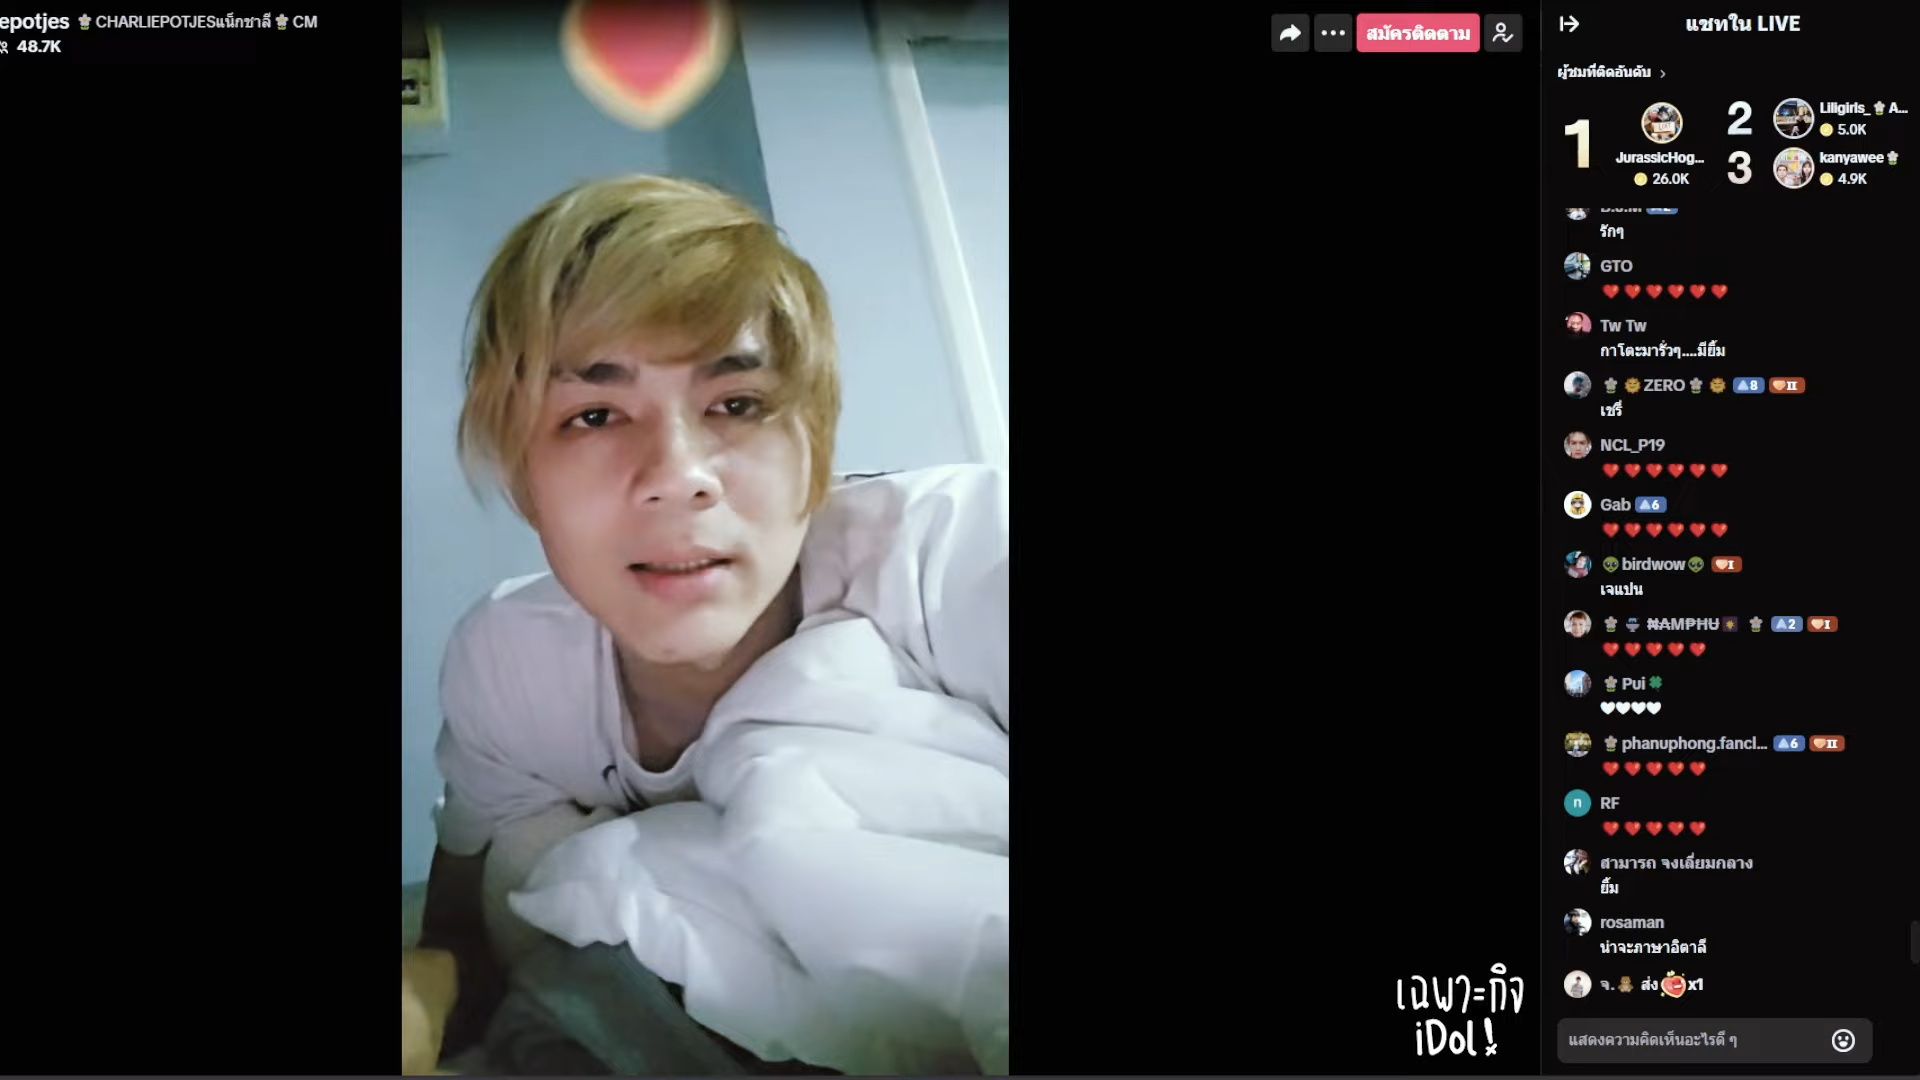 epotjes CHARLIEPOTJESแน็กชาลี CM
48.7K
สมัครติดตาม
แชทใน LIVE
ผู้ชมที่ติดอันดับ
1
JurassicHog...
26.0K
2
Liligirls_ A...
5.0K
3
kanyawee
4.9K
รักๆ
GTO
Tw Tw
กาโตะมารัวๆ....มียิ้ม
ZERO 8 II
เชรี่
NCL_P19
Gab 6
birdwow I
เจแปน
₦AMPHU 2 I
Pui
phanuphong.fancl... 6 II
n RF
สามารถ จงเดี่ยมกลาง
ยิ้ม
rosaman
น่าจะภาษาอิตาลี
จ. ส่ง x1
แสดงความคิดเห็นอะไรดี ๆ
เฉพาะกิจ
iDol!